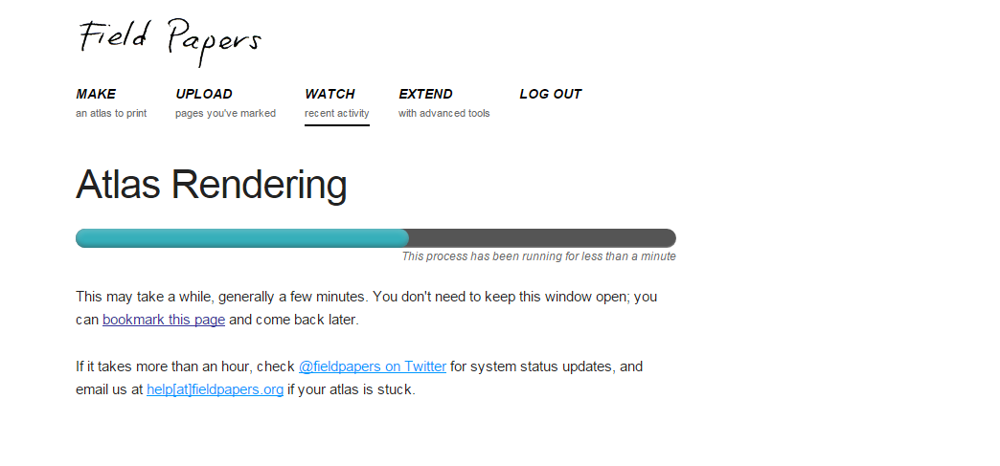 Field Papers
MAKE
an atlas to print
UPLOAD
pages you've marked
WATCH
recent activity
EXTEND
with advanced tools
LOG OUT
Atlas Rendering
This process has been running for less than a minute
This may take a while, generally a few minutes. You don't need to keep this window open; you
can bookmark this page and come back later.
If it takes more than an hour, check @fieldpapers on Twitter for system status updates, and
email us at help[at]fieldpapers.org if your atlas is stuck.